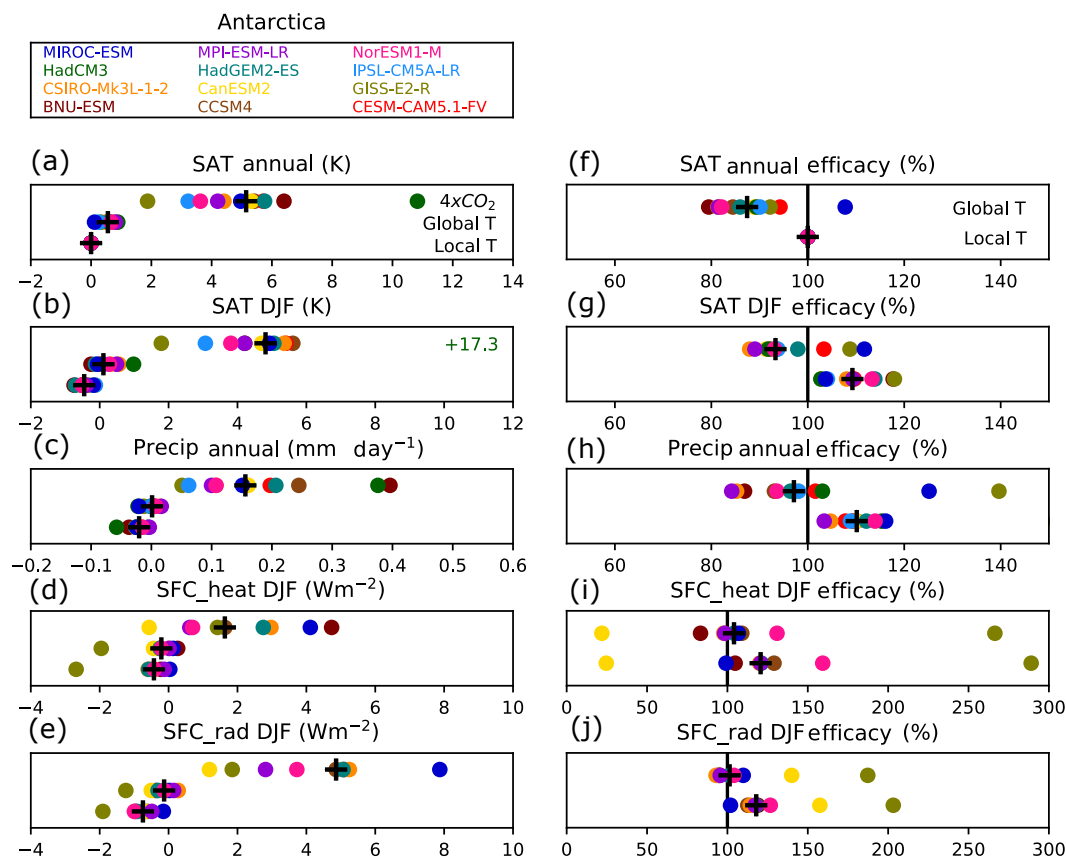 Antarctica
MIROC-ESM MPI-ESM-LR NorESM1-M
HadCM3 HadGEM2-ES IPSL-CM5A-LR
CSIRO-Mk3L-1-2 CanESM2 GISS-E2-R
BNU-ESM CCSM4 CESM-CAM5.1-FV
(a) SAT annual (K)
4xCO₂
Global T
Local T
−2 0 2 4 6 8 10 12 14
(b) SAT DJF (K)
+17.3
−2 0 2 4 6 8 10 12
(c) Precip annual (mm day⁻¹)
−0.2 −0.1 0.0 0.1 0.2 0.3 0.4 0.5 0.6
(d) SFC_heat DJF (Wm⁻²)
−4 −2 0 2 4 6 8 10
(e) SFC_rad DJF (Wm⁻²)
−4 −2 0 2 4 6 8 10
(f) SAT annual efficacy (%)
Global T
Local T
60 80 100 120 140
(g) SAT DJF efficacy (%)
60 80 100 120 140
(h) Precip annual efficacy (%)
60 80 100 120 140
(i) SFC_heat DJF efficacy (%)
0 50 100 150 200 250 300
(j) SFC_rad DJF efficacy (%)
0 50 100 150 200 250 300